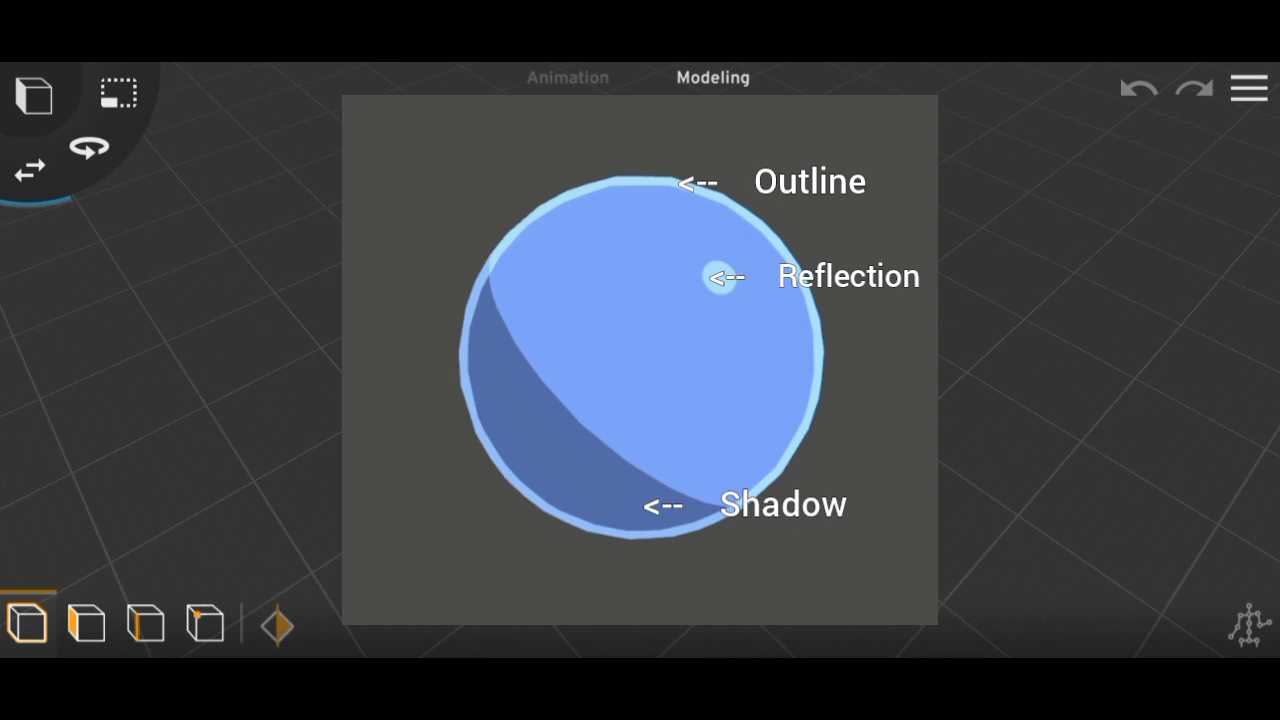 Animation Modeling
<-- Outline
<-- Reflection
<-- Shadow